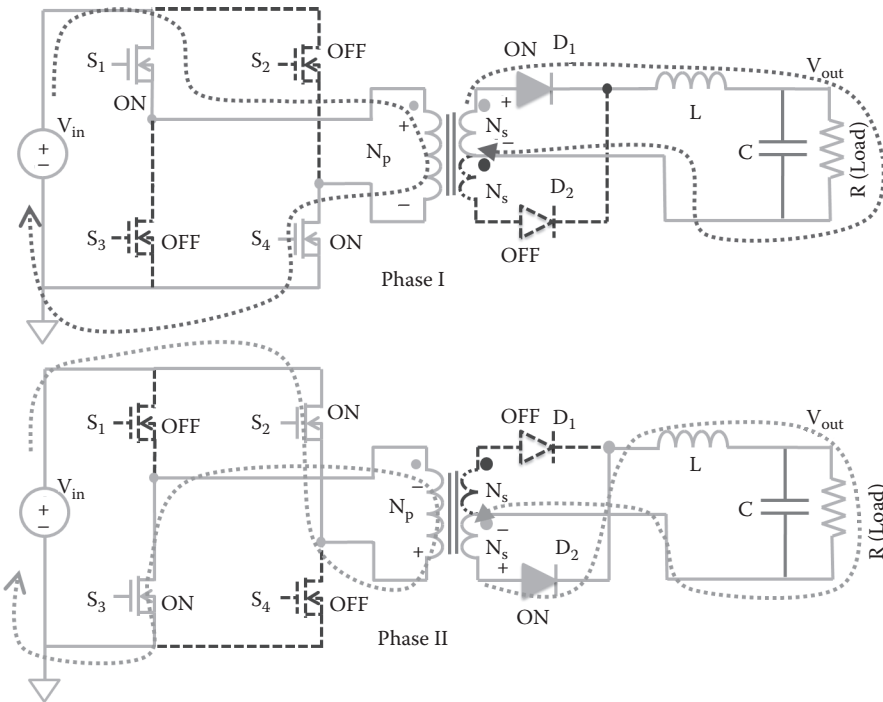 S1
ON
S2
OFF
ON
D1
Vout
Vin
+
−
Np
+
−
+
Ns
−
Ns
L
C
R (Load)
D2
OFF
S3
OFF
S4
ON
Phase I
S1
OFF
S2
ON
OFF
D1
Vout
Vin
+
−
Np
−
+
Ns
−
Ns
+
L
C
R (Load)
D2
ON
S3
ON
S4
OFF
Phase II